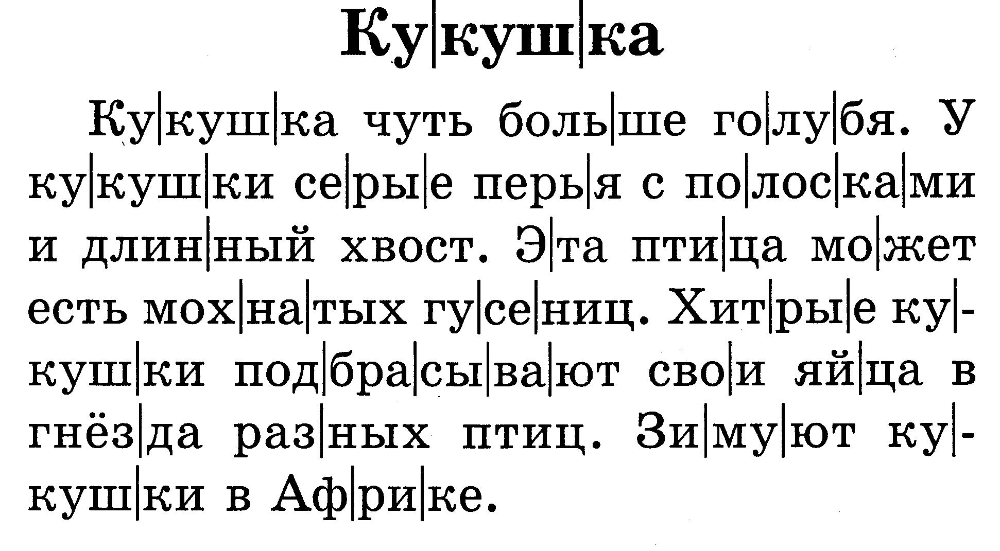 Ку|куш|ка
Ку|куш|ка чуть боль|ше го|лу|бя. У
ку|куш|ки се|ры|е перь|я с по|лос|ка|ми
и длин|ный хвост. Э|та пти|ца мо|жет
есть мох|на|тых гу|се|ниц. Хит|ры|е ку|-
куш|ки под|бра|сы|ва|ют сво|и яй|ца в
гнёз|да раз|ных птиц. Зи|му|ют ку|-
куш|ки в Аф|ри|ке.